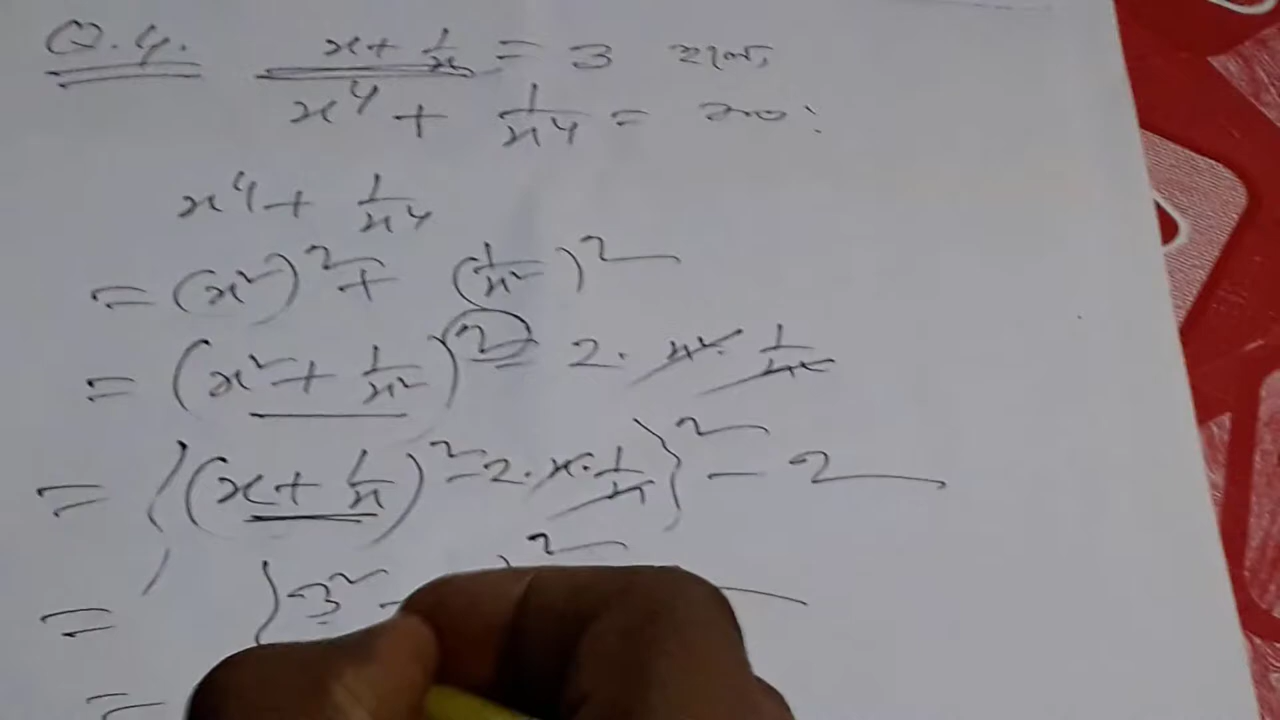 Q.4. x + 1/x = 3 হলে,
x⁴ + 1/x⁴ = কত?
x⁴ + 1/x⁴
= (x²)² + (1/x²)²
= (x² + 1/x²)² - 2. x². 1/x²
= {(x + 1/x)² - 2. x. 1/x}² - 2
= {3² -
=